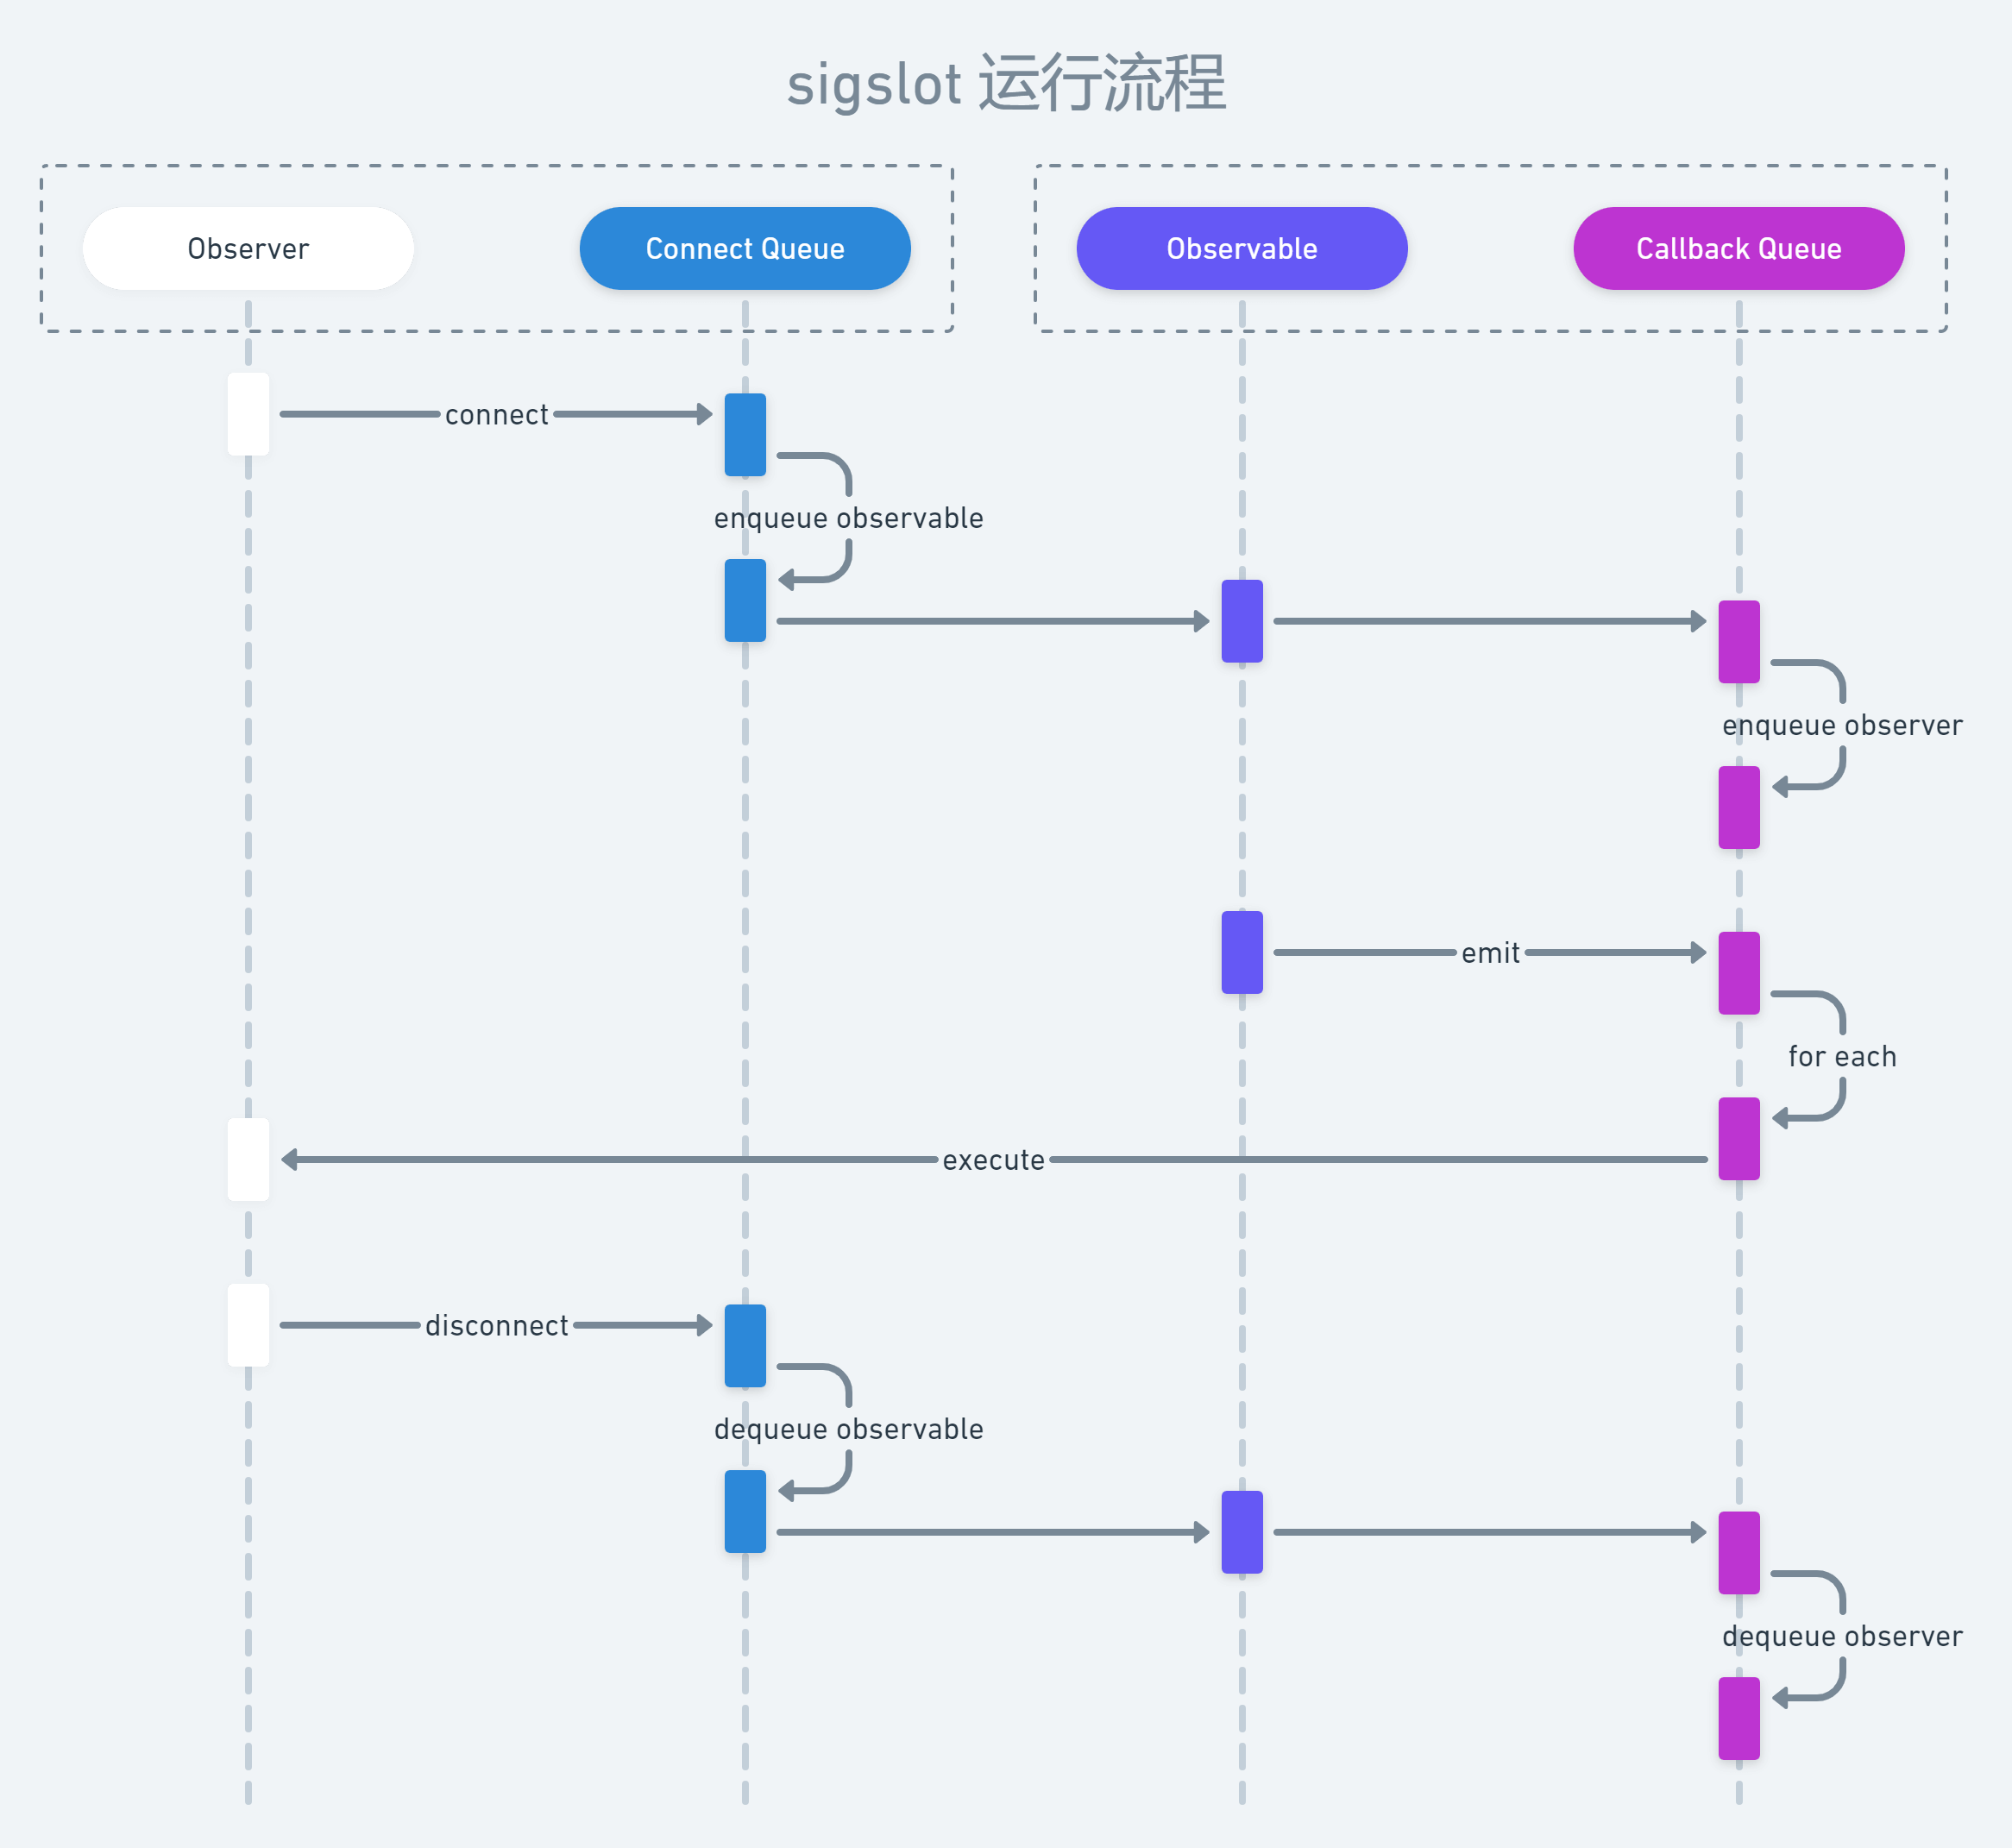 sigslot 运行流程
Observer
Connect Queue
Observable
Callback Queue
connect
enqueue observable
enqueue observer
emit
for each
execute
disconnect
dequeue observable
dequeue observer